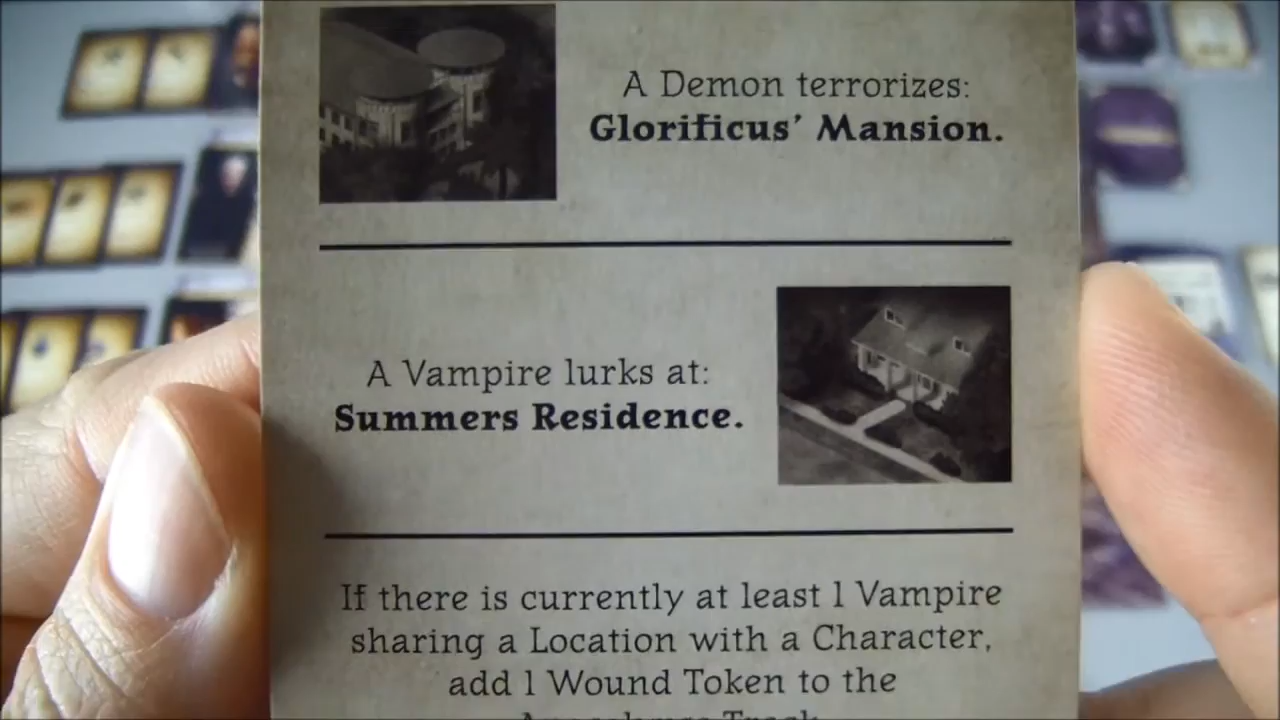 A Demon terrorizes:
Glorificus' Mansion.
A Vampire lurks at:
Summers Residence.
If there is currently at least 1 Vampire
sharing a Location with a Character,
add 1 Wound Token to the